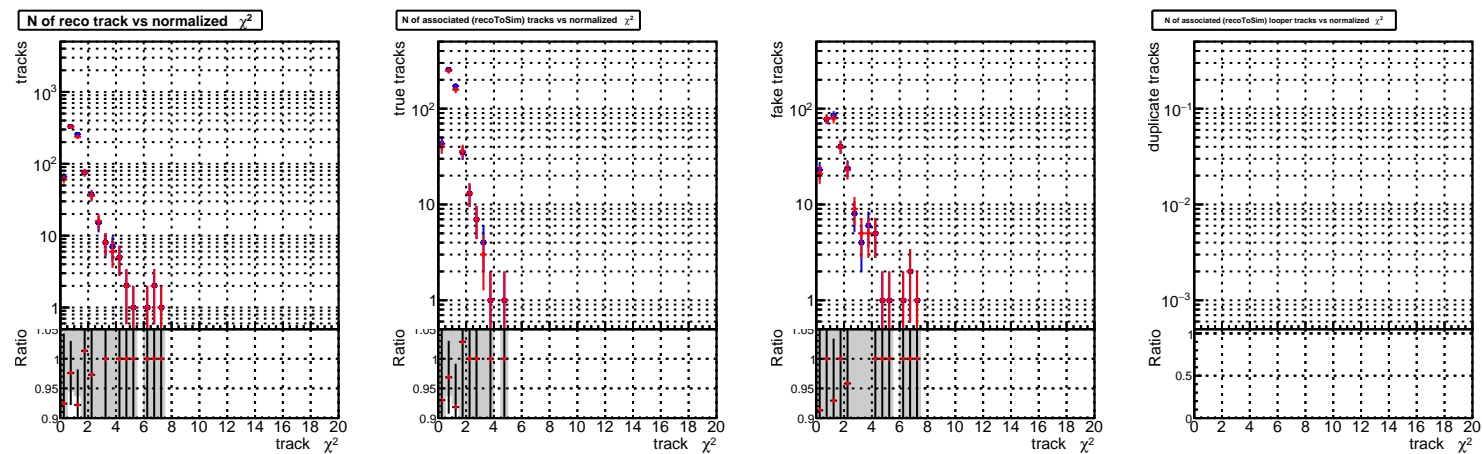 N of reco track vs normalized χ²
tracks
10³
10²
10
1
Ratio
1.05
1
0.95
0.9
0 2 4 6 8 10 12 14 16 18 20
track χ²
N of associated (recoToSim) tracks vs normalized χ²
true tracks
10²
10
1
Ratio
1.05
1
0.95
0.9
0 2 4 6 8 10 12 14 16 18 20
track χ²
fake tracks
10²
10
1
Ratio
1.05
1
0.95
0.9
0 2 4 6 8 10 12 14 16 18 20
track χ²
N of associated (recoToSim) looper tracks vs normalized χ²
duplicate tracks
10⁻¹
10⁻²
10⁻³
Ratio
1
0.5
0
0 2 4 6 8 10 12 14 16 18 20
track χ²